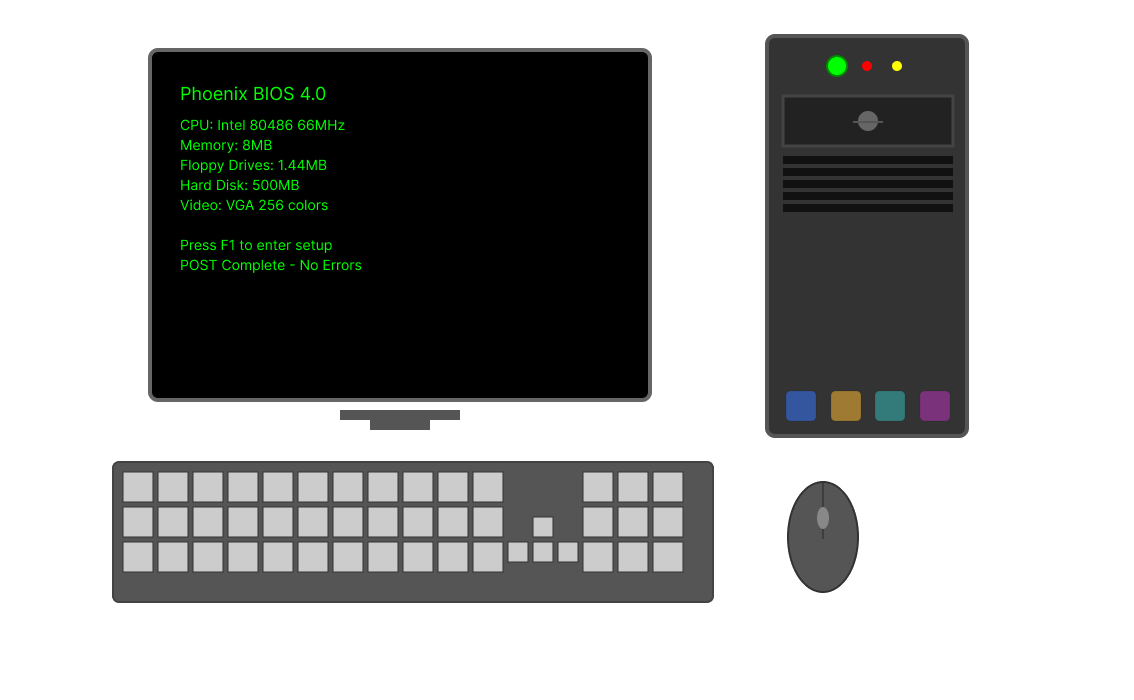 Phoenix BIOS 4.0
CPU: Intel 80486 66MHz
Memory: 8MB
Floppy Drives: 1.44MB
Hard Disk: 500MB
Video: VGA 256 colors
Press F1 to enter setup
POST Complete - No Errors